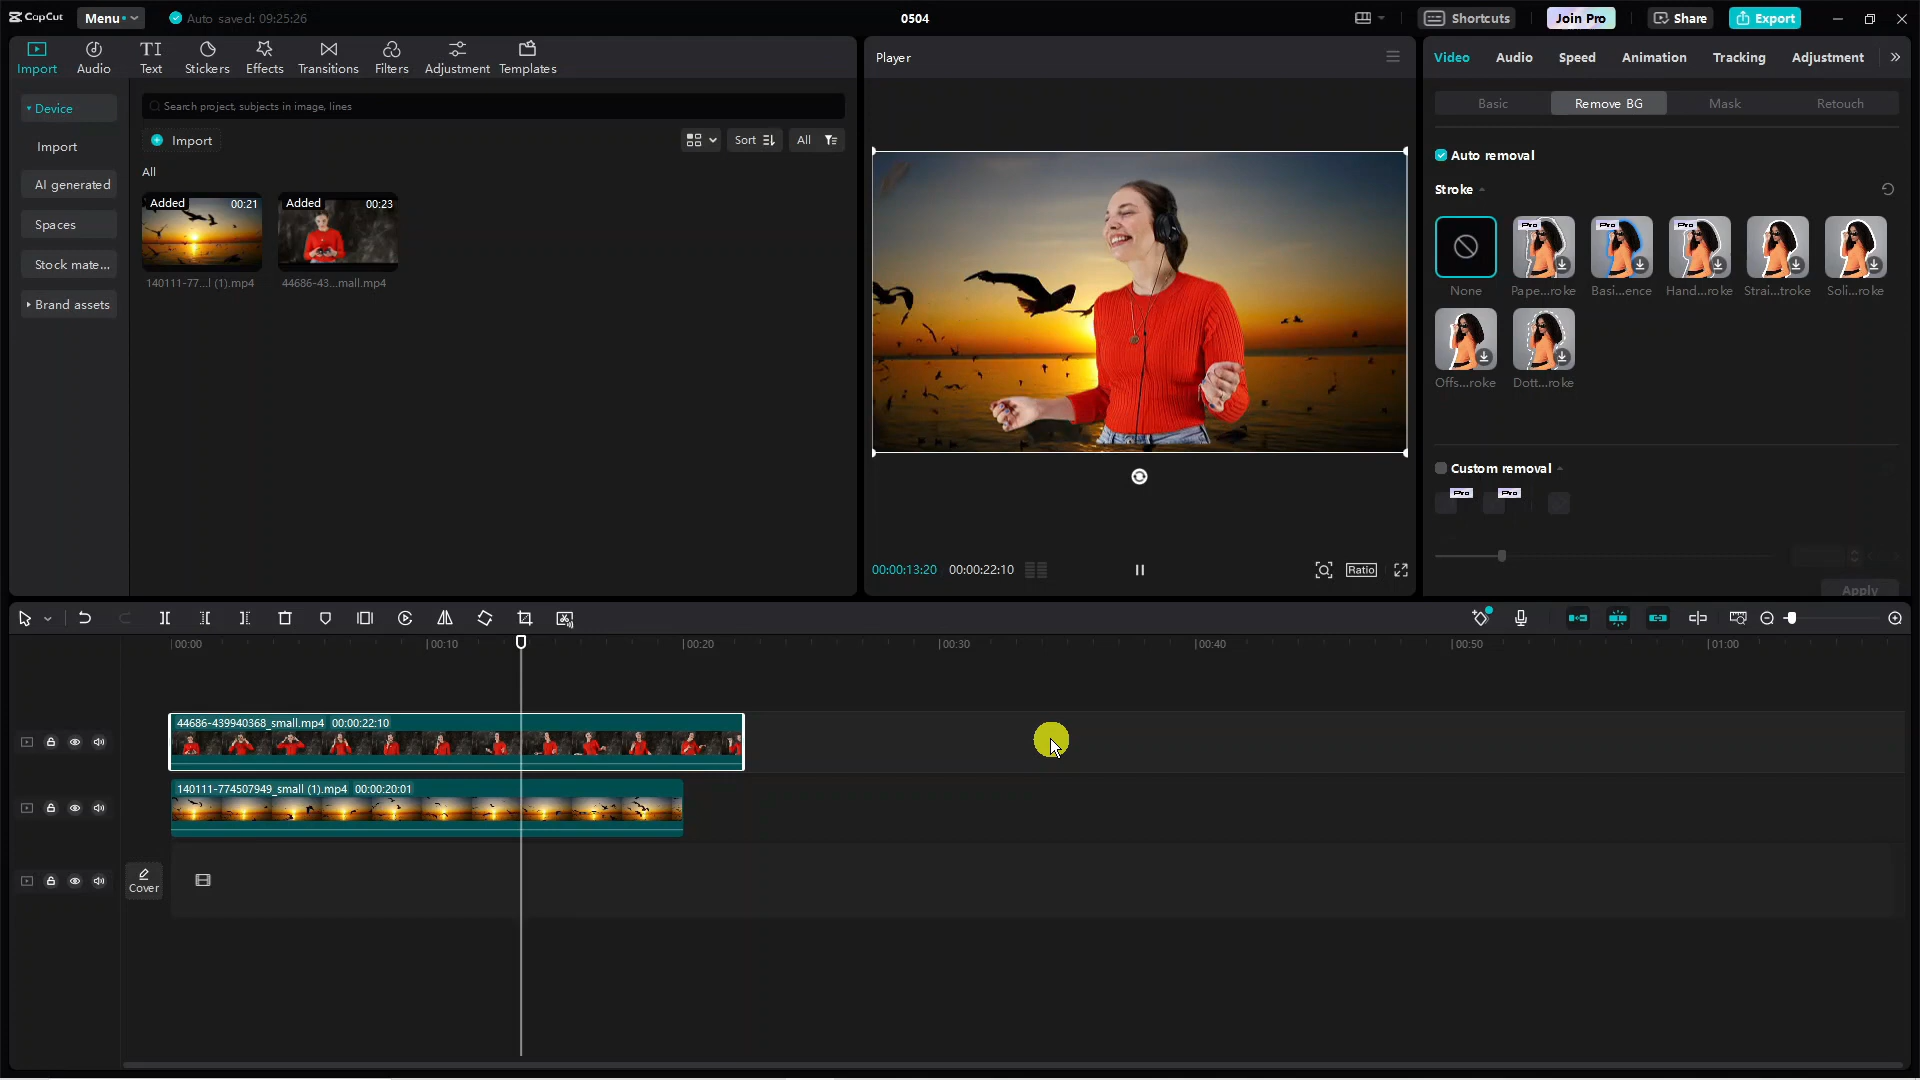 CapCut
Menu
Auto saved: 09:25:26
0504
Shortcuts
Join Pro
Share
Export
Import
Audio
Text
Stickers
Effects
Transitions
Filters
Adjustment
Templates
Device
Import
AI generated
Spaces
Stock mate...
Brand assets
Search project, subjects in image, lines
Import
Sort
All
All
Added
00:21
140111-77...l (1).mp4
Added
00:23
44686-43...mall.mp4
Player
00:00:13:20
00:00:22:10
Ratio
Video
Audio
Speed
Animation
Tracking
Adjustment
Basic
Remove BG
Mask
Retouch
Auto removal
Stroke
Pro
Pro
Pro
None
Pape...roke
Basi...ence
Hand...roke
Strai...troke
Soli...roke
Offs...roke
Dott...roke
Custom removal
Pro
Pro
Apply
00:00
00:10
00:20
00:30
00:40
00:50
01:00
44686-439940368_small.mp4 00:00:22:10
140111-774507949_small (1).mp4 00:00:20:01
Cover